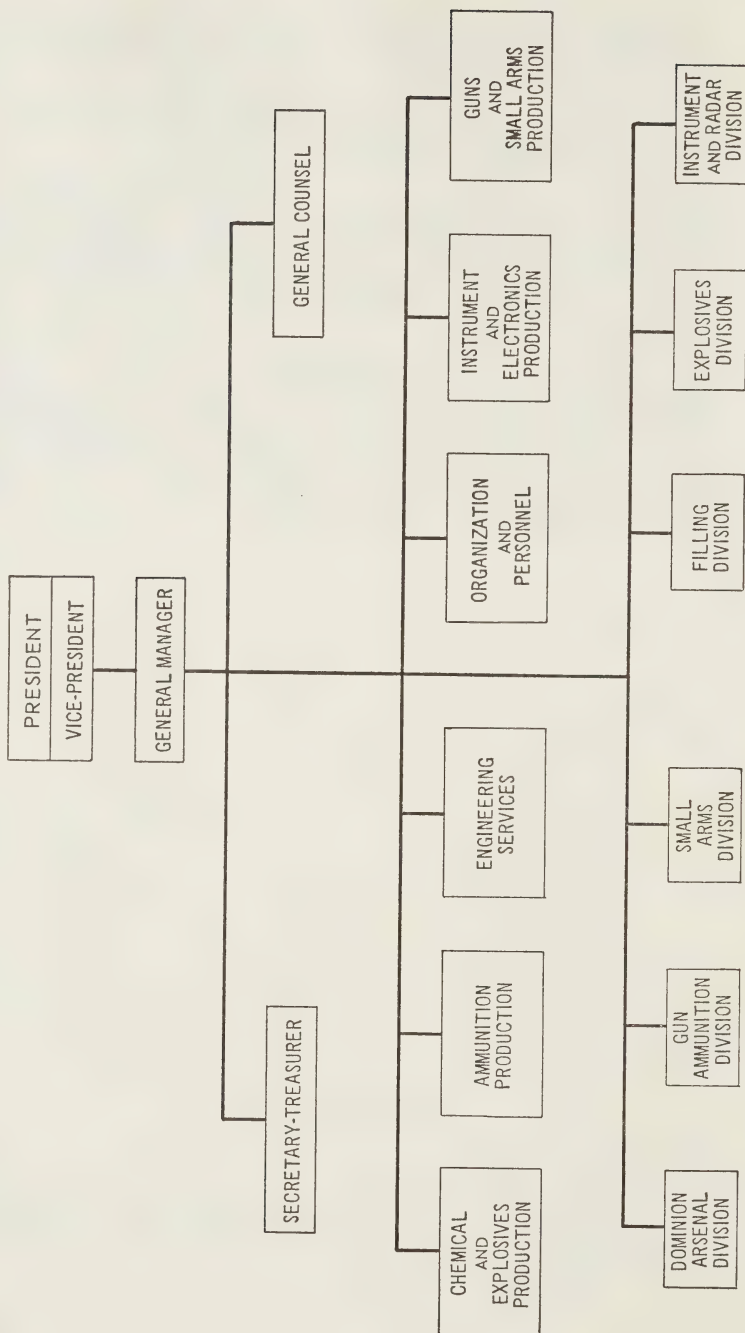 PRESIDENT
VICE-PRESIDENT
GENERAL MANAGER
SECRETARY-TREASURER
GENERAL COUNSEL
CHEMICAL
AND
EXPLOSIVES
PRODUCTION
AMMUNITION
PRODUCTION
ENGINEERING
SERVICES
ORGANIZATION
AND
PERSONNEL
INSTRUMENT
AND
ELECTRONICS
PRODUCTION
GUNS
AND
SMALL ARMS
PRODUCTION
DOMINION
ARSENAL
DIVISION
GUN
AMMUNITION
DIVISION
SMALL
ARMS
DIVISION
FILLING
DIVISION
EXPLOSIVES
DIVISION
INSTRUMENT
AND RADAR
DIVISION